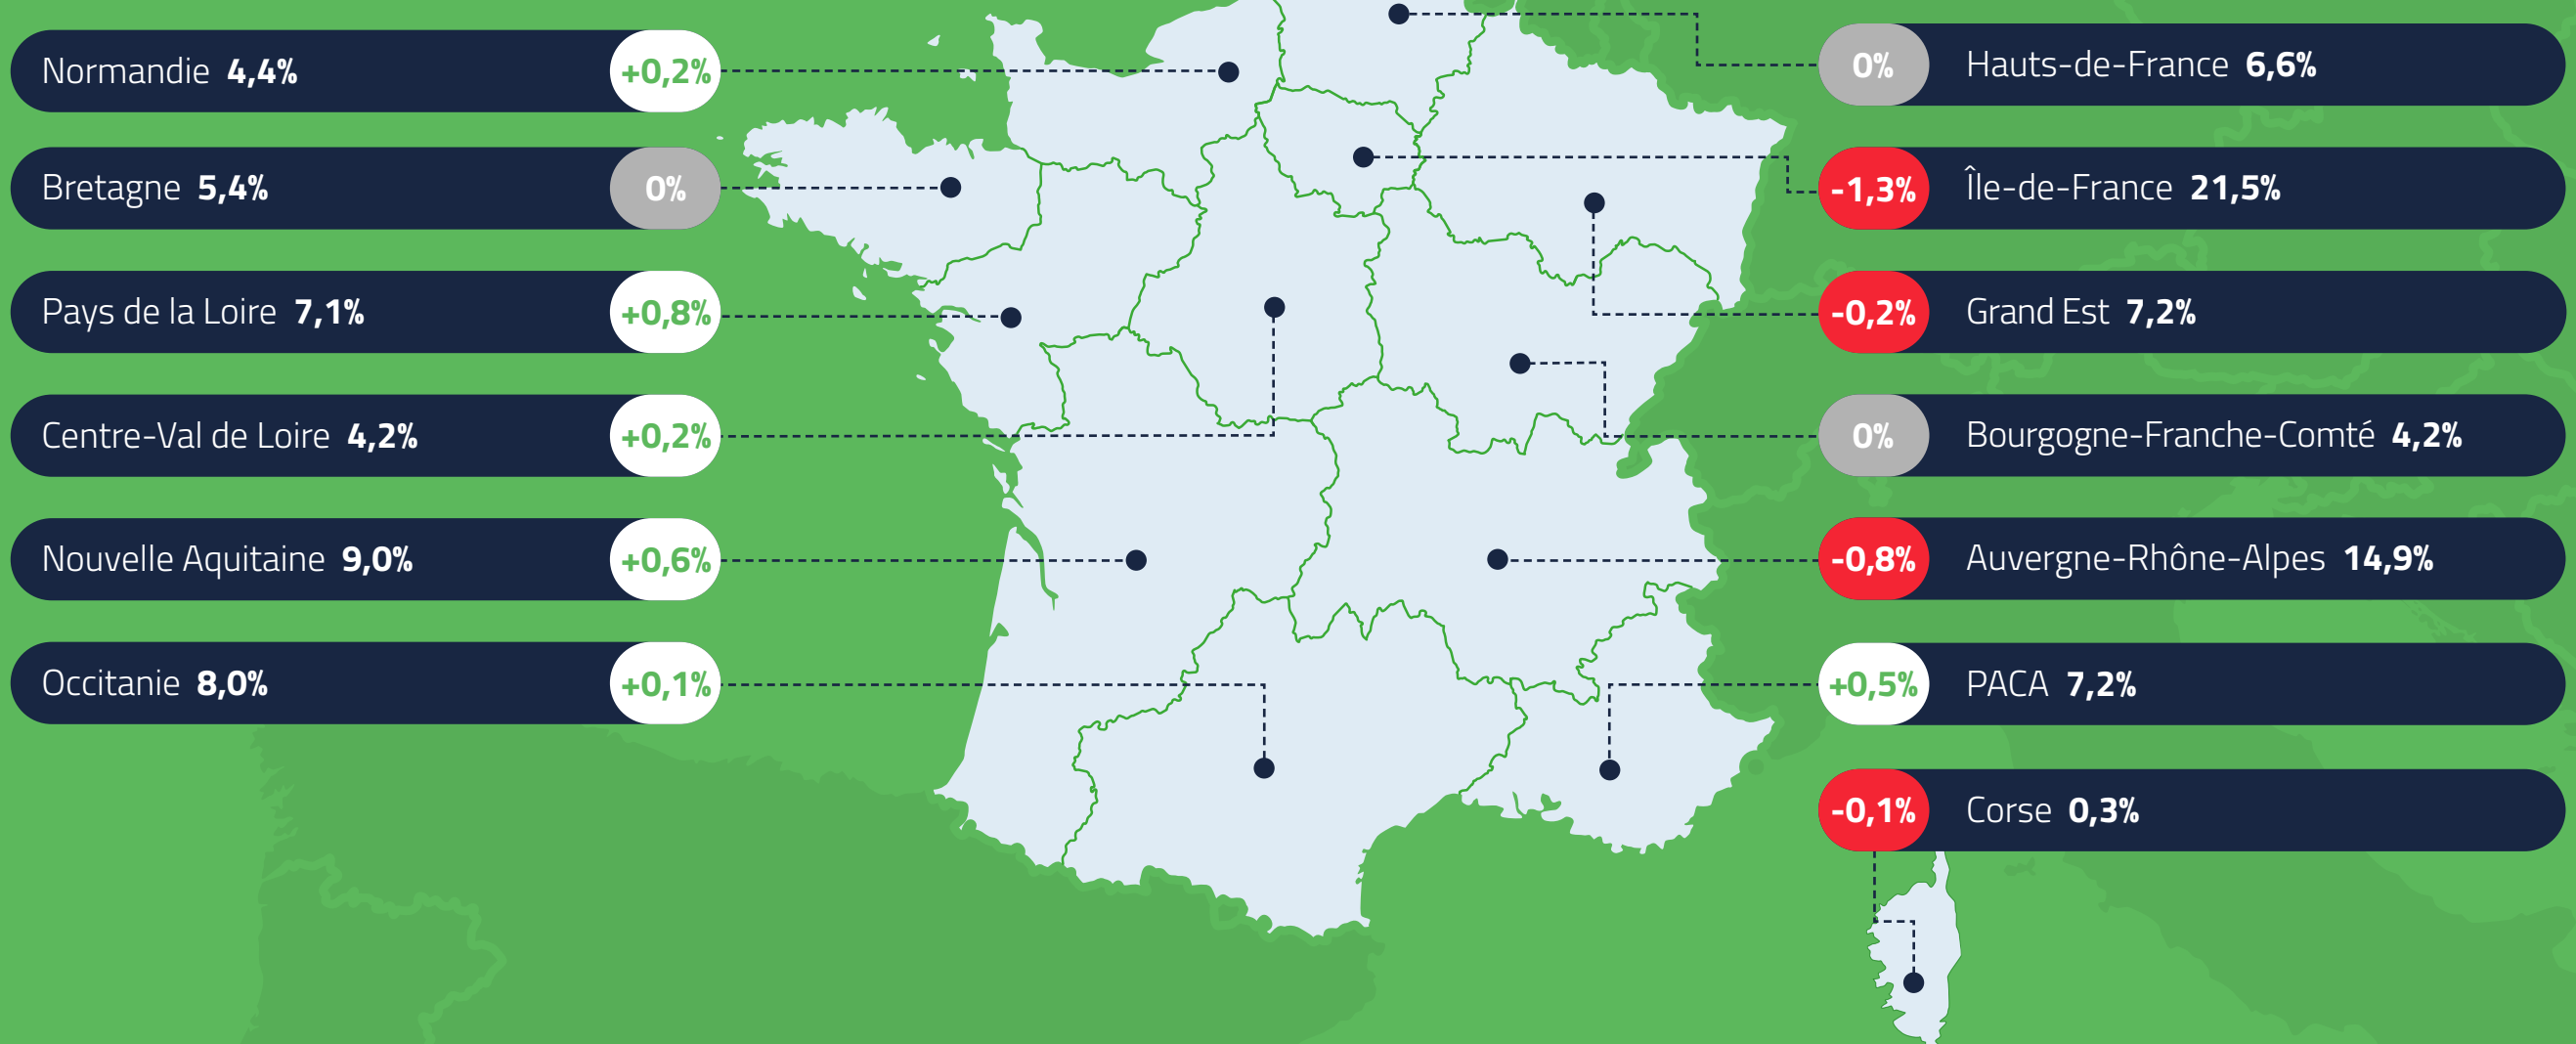 Normandie 4,4% +0,2%
Bretagne 5,4% 0%
Pays de la Loire 7,1% +0,8%
Centre-Val de Loire 4,2% +0,2%
Nouvelle Aquitaine 9,0% +0,6%
Occitanie 8,0% +0,1%
0% Hauts-de-France 6,6%
-1,3% Île-de-France 21,5%
-0,2% Grand Est 7,2%
0% Bourgogne-Franche-Comté 4,2%
-0,8% Auvergne-Rhône-Alpes 14,9%
+0,5% PACA 7,2%
-0,1% Corse 0,3%